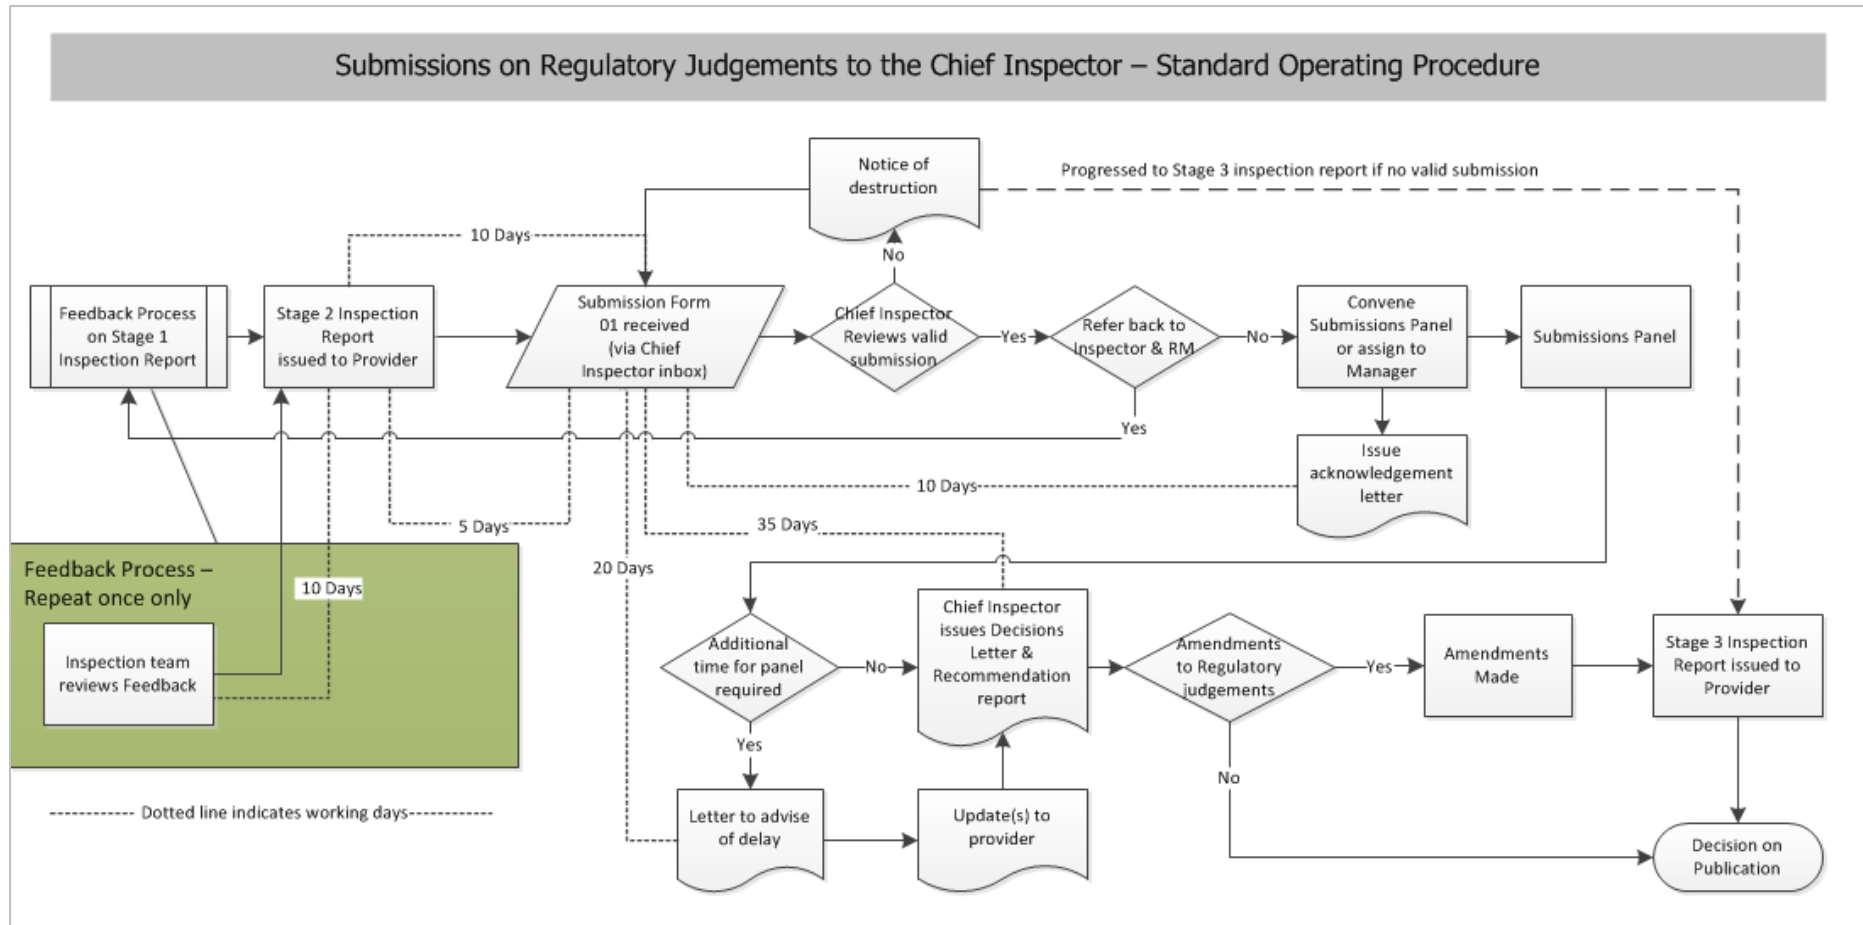 Submissions on Regulatory Judgements to the Chief Inspector – Standard Operating Procedure
Notice of
destruction
Progressed to Stage 3 inspection report if no valid submission
10 Days
No
Feedback Process
on Stage 1
Inspection Report
Stage 2 Inspection
Report
issued to Provider
Submission Form
01 received
(via Chief
Inspector inbox)
Chief Inspector
Reviews valid
submission
Yes
Refer back to
Inspector & RM
No
Convene
Submissions Panel
or assign to
Manager
Submissions Panel
Yes
Issue
acknowledgement
letter
10 Days
5 Days
35 Days
20 Days
Feedback Process –
Repeat once only
10 Days
Inspection team
reviews Feedback
Additional
time for panel
required
No
Chief Inspector
issues Decisions
Letter &
Recommendation
report
Amendments
to Regulatory
judgements
Yes
Amendments
Made
Stage 3 Inspection
Report issued to
Provider
Yes
No
Letter to advise
of delay
Update(s) to
provider
Decision on
Publication
Dotted line indicates working days